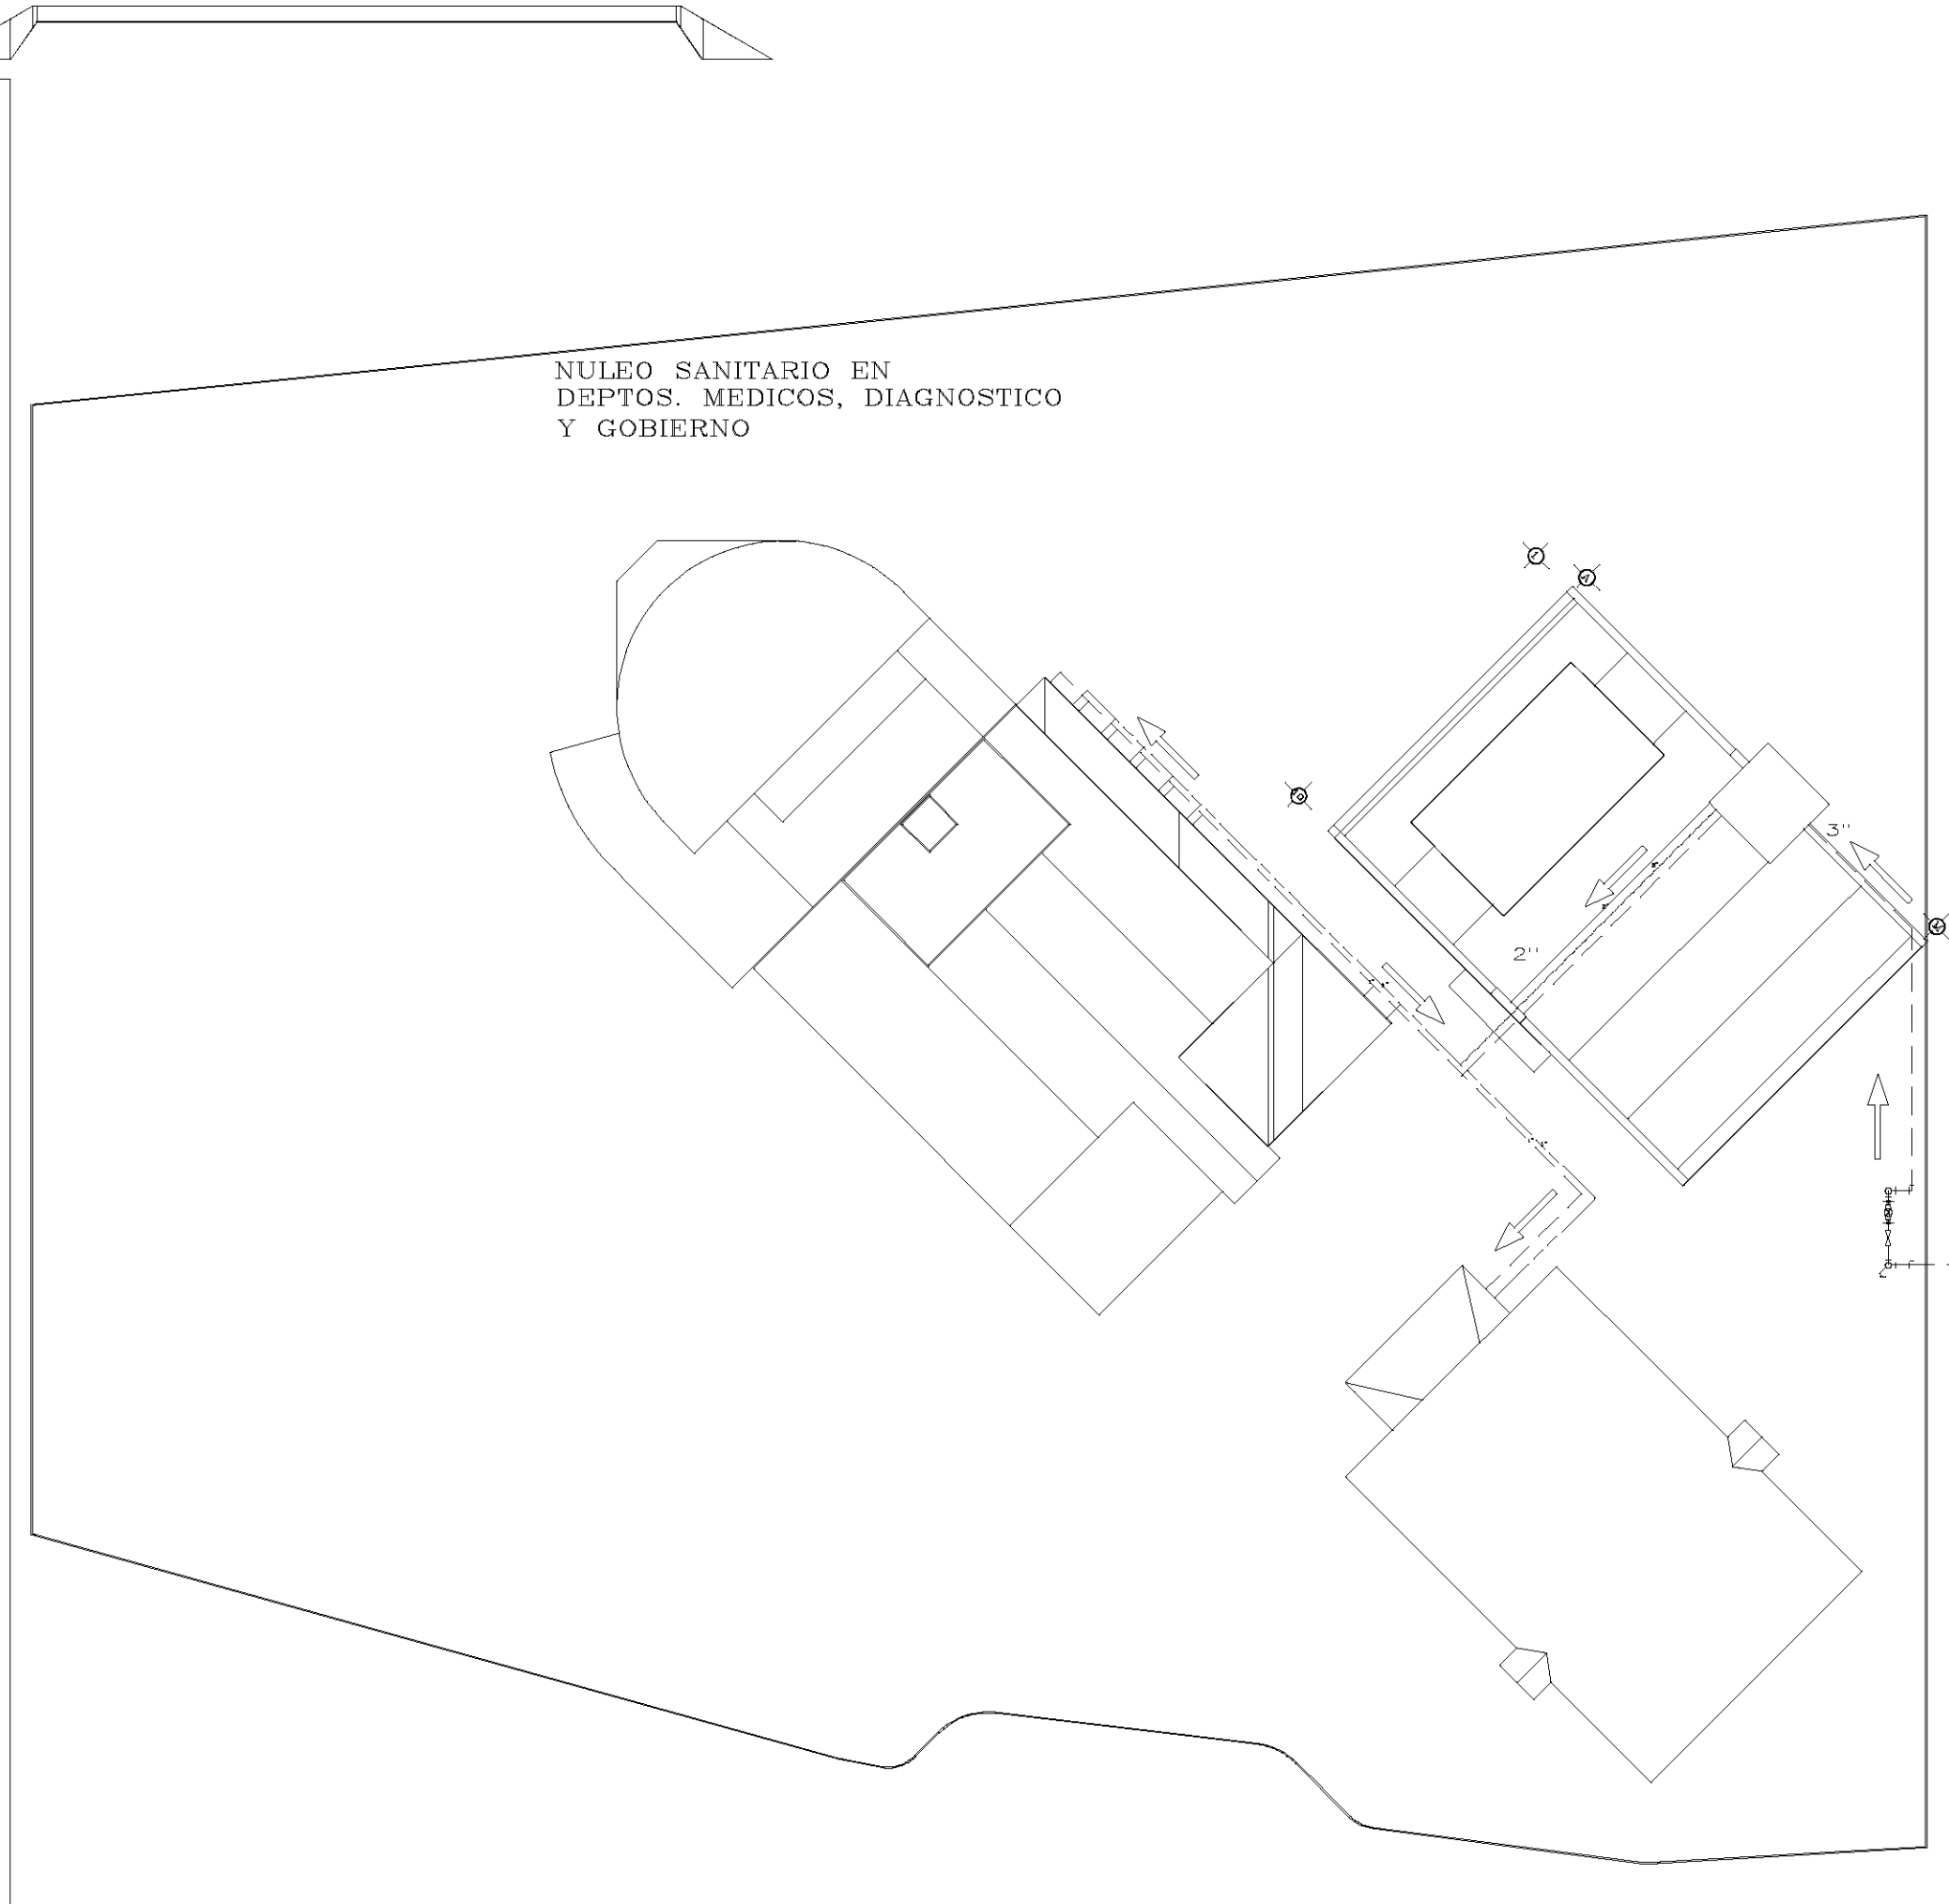 NULEO SANITARIO EN
DEPTOS. MEDICOS, DIAGNOSTICO
Y GOBIERNO
3"
2"